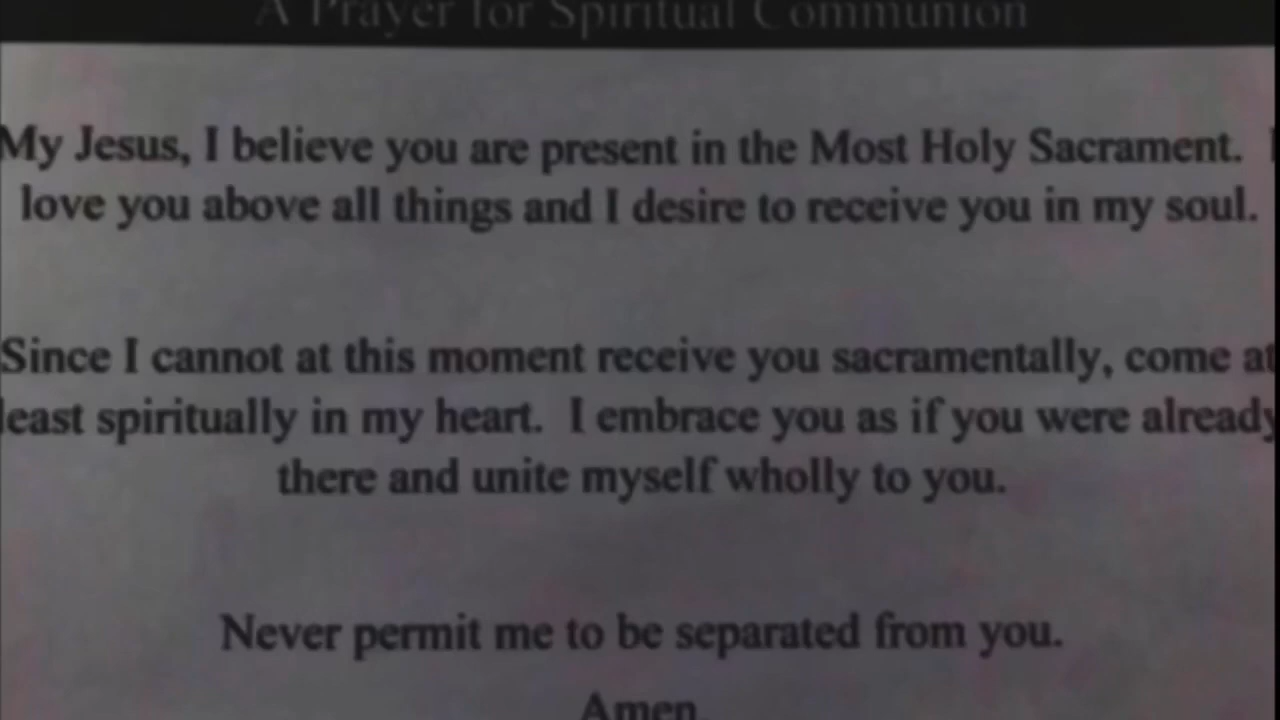 A Prayer for Spiritual Communion
My Jesus, I believe you are present in the Most Holy Sacrament. I
love you above all things and I desire to receive you in my soul.
Since I cannot at this moment receive you sacramentally, come at
least spiritually in my heart. I embrace you as if you were already
there and unite myself wholly to you.
Never permit me to be separated from you.
Amen.